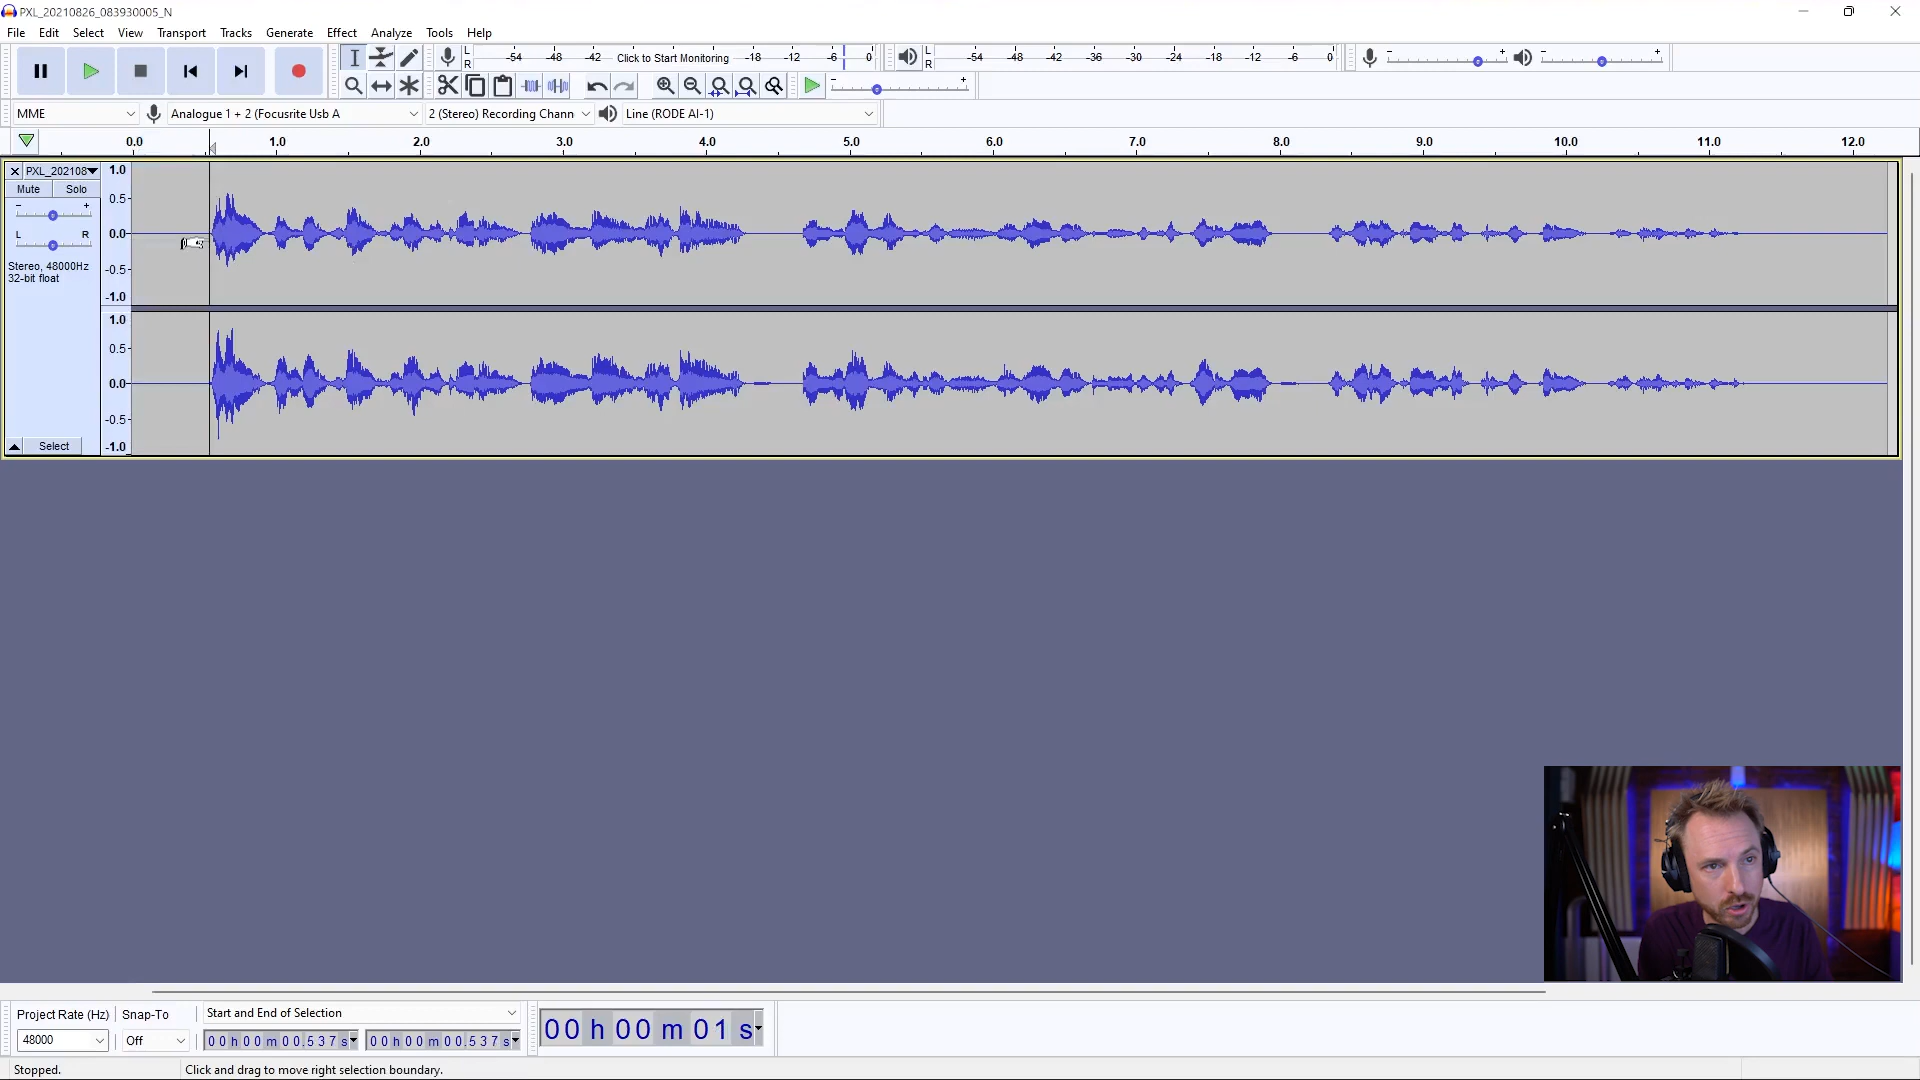 PXL_20210826_083930005_N
File Edit Select View Transport Tracks Generate Effect Analyze Tools Help
L R -54 -48 -42 Click to Start Monitoring -18 -12 -6 0 L R -54 -48 -42 -36 -30 -24 -18 -12 -6 0 - + - +
- +
MME Analogue 1 + 2 (Focusrite Usb A 2 (Stereo) Recording Chann Line (RODE AI-1)
0.0 1.0 2.0 3.0 4.0 5.0 6.0 7.0 8.0 9.0 10.0 11.0 12.0
PXL_202108 1.0
Mute Solo
- + 0.5
L R 0.0
Stereo, 48000Hz -0.5
32-bit float
-1.0
1.0
0.5
0.0
-0.5
Select -1.0
Project Rate (Hz) Snap-To Start and End of Selection
48000 Off 00 h 00 m 00.537 s 00 h 00 m 00.537 s 00 h 00 m 01 s
Stopped. Click and drag to move right selection boundary.